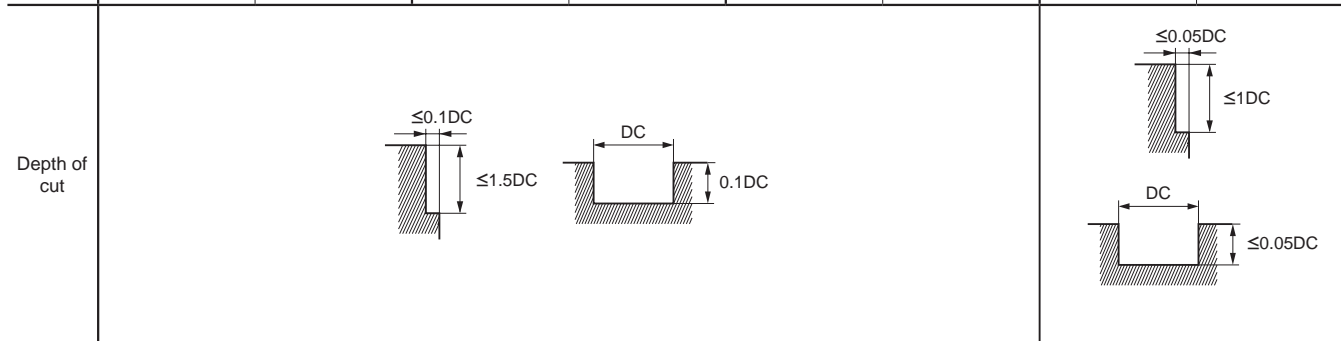 Depth of
cut
≤0.1DC
≤1.5DC
DC
0.1DC
≤0.05DC
≤1DC
DC
≤0.05DC